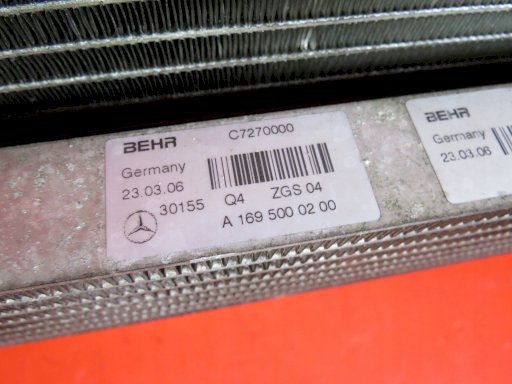 BEHR C7270000
Germany
23.03.06
30155 Q4 ZGS 04
A 169 500 02 00
BEHR
Germany
23.03.06